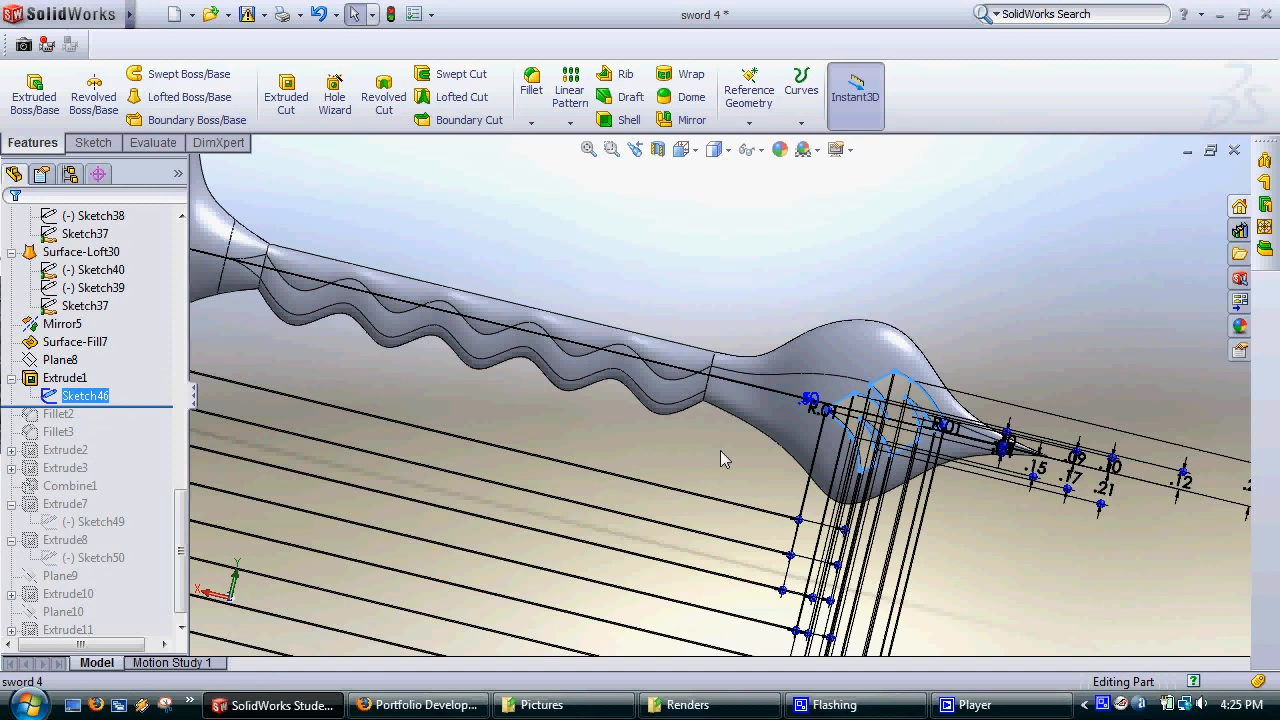 SolidWorks
sword 4 *
SolidWorks Search
Extruded Boss/Base
Revolved Boss/Base
Swept Boss/Base
Lofted Boss/Base
Boundary Boss/Base
Extruded Cut
Hole Wizard
Revolved Cut
Swept Cut
Lofted Cut
Boundary Cut
Fillet
Linear Pattern
Rib
Draft
Shell
Wrap
Dome
Mirror
Reference Geometry
Curves
Instant3D
Features
Sketch
Evaluate
DimXpert
(-) Sketch38
Sketch37
Surface-Loft30
(-) Sketch40
(-) Sketch39
Sketch37
Mirror5
Surface-Fill7
Plane8
Extrude1
Sketch46
Fillet2
Fillet3
Extrude2
Extrude3
Combine1
Extrude7
(-) Sketch49
Extrude8
(-) Sketch50
Plane9
Extrude10
Plane10
Extrude11
.50
R.01
R.01
.15
.09
.17
.10
.21
.12
Y
X
Model
Motion Study 1
sword 4
Editing Part
SolidWorks Stude...
Portfolio Develop...
Pictures
Renders
Flashing
Player
4:25 PM